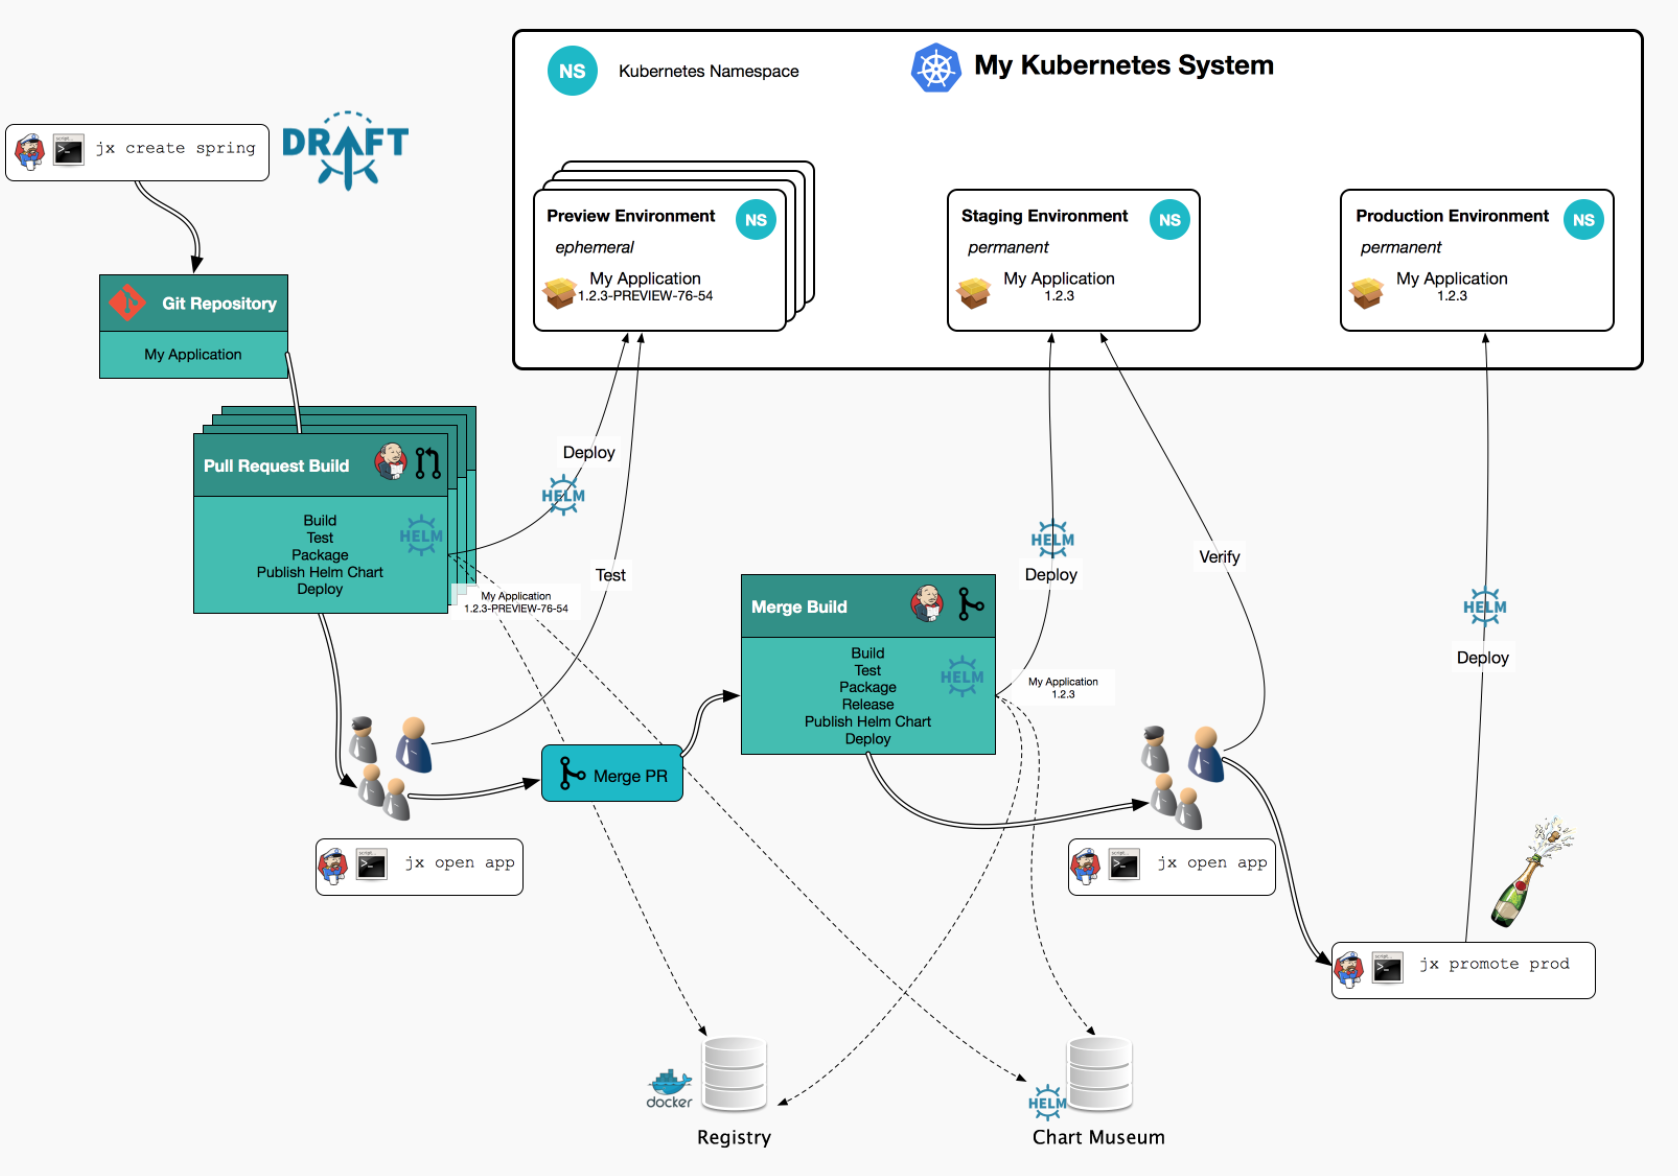 NS
Kubernetes Namespace
My Kubernetes System
jx create spring
DRAFT
Preview Environment
NS
ephemeral
My Application
1.2.3-PREVIEW-76-54
Staging Environment
NS
permanent
My Application
1.2.3
Production Environment
NS
permanent
My Application
1.2.3
Git Repository
My Application
Pull Request Build
Build
Test
Package
Publish Helm Chart
Deploy
HELM
Deploy
HELM
Test
My Application
1.2.3-PREVIEW-76-54
HELM
Deploy
Verify
HELM
Deploy
Merge Build
Build
Test
Package
Release
Publish Helm Chart
Deploy
HELM
My Application
1.2.3
Merge PR
script...
jx open app
script...
jx open app
script...
jx promote prod
docker
Registry
HELM
Chart Museum